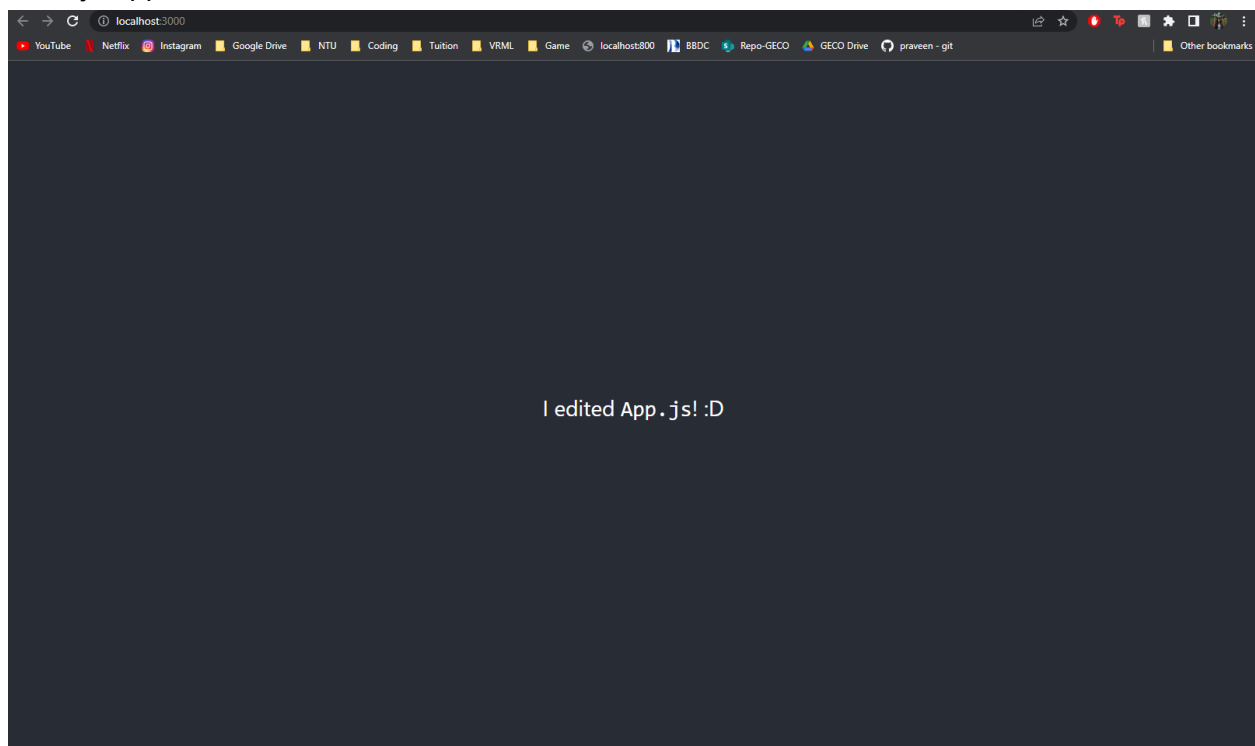 localhost:3000
YouTube Netflix Instagram Google Drive NTU Coding Tuition VRML Game localhost:800 BBDC Repo-GECO GECO Drive praveen - git Other bookmarks
I edited App.js! :D